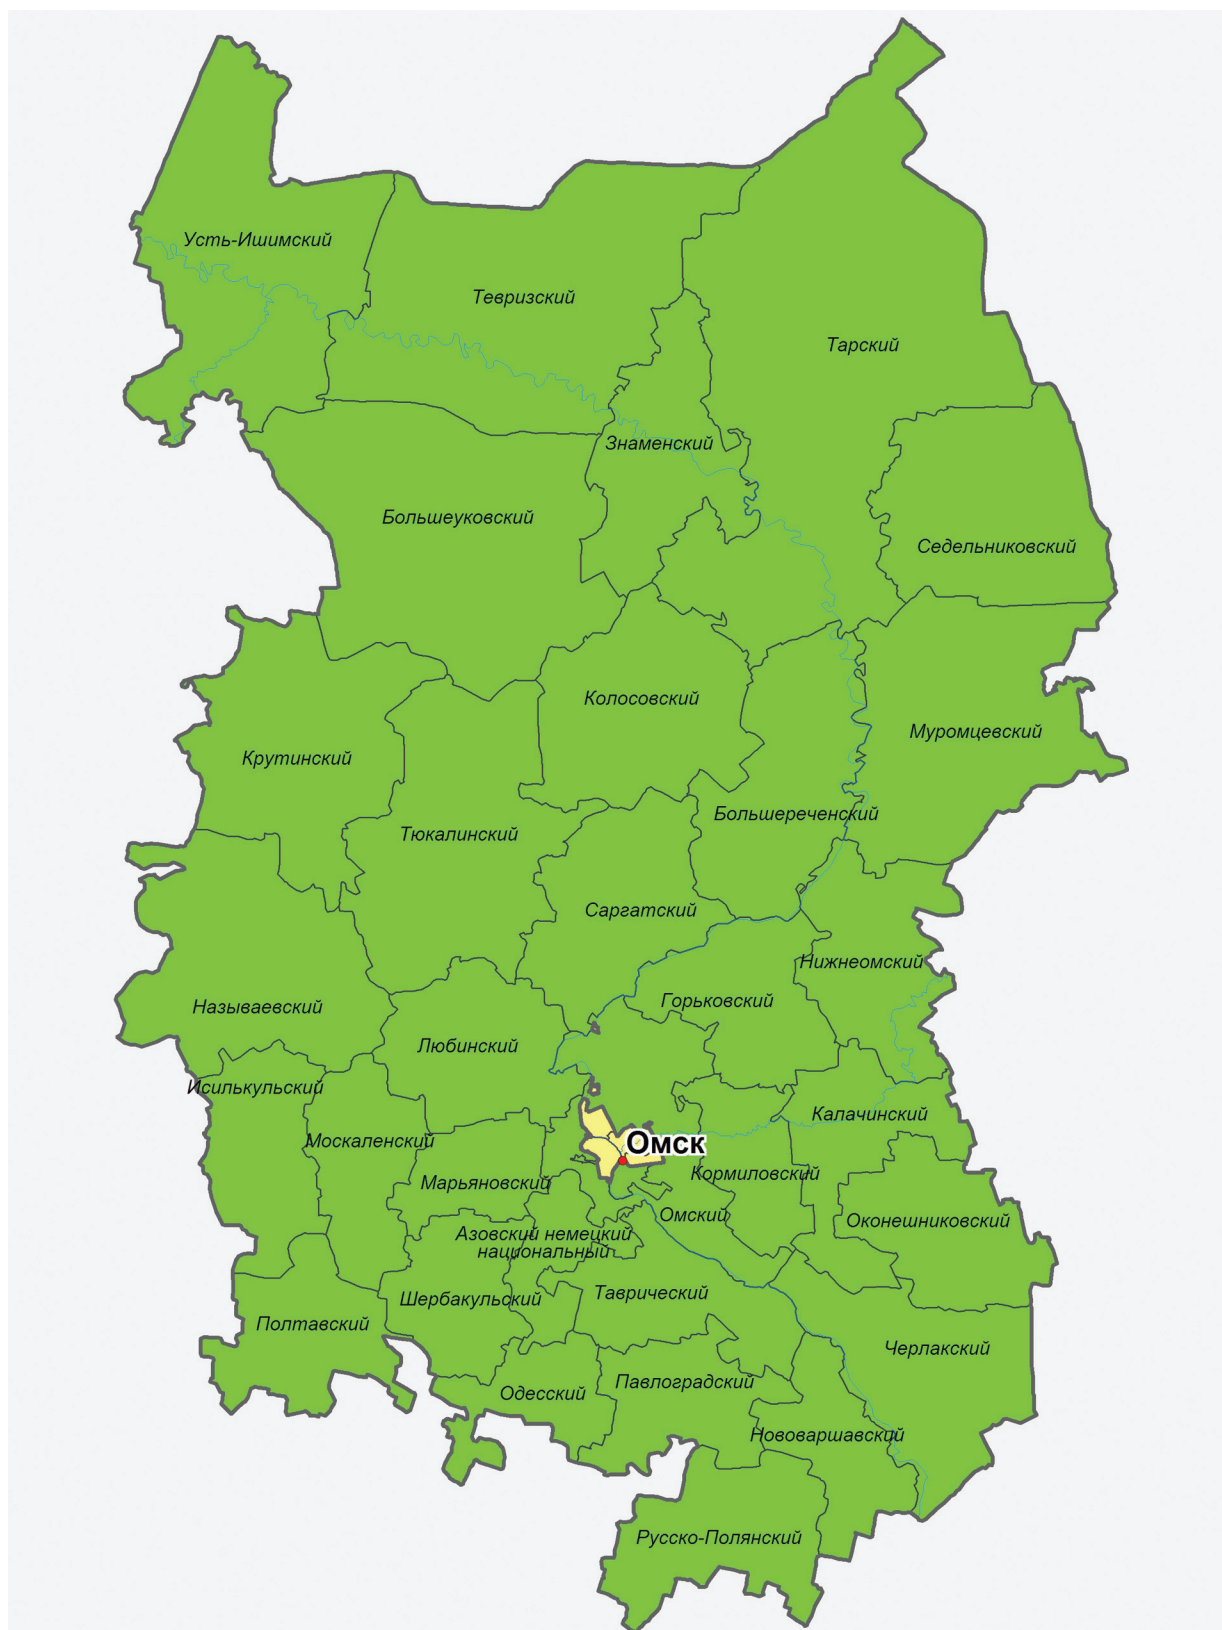 Усть-Ишимский
Тевризский
Тарский
Знаменский
Большеуковский
Седельниковский
Колосовский
Муромцевский
Крутинский
Большереченский
Тюкалинский
Саргатский
Нижнеомский
Горьковский
Называевский
Любинский
Исилькульский
Калачинский
Москаленский
Омск
Кормиловский
Марьяновский
Омский
Оконешниковский
Азовский немецкий
национальный
Таврический
Шербакульский
Полтавский
Черлакский
Павлоградский
Одесский
Нововаршавский
Русско-Полянский